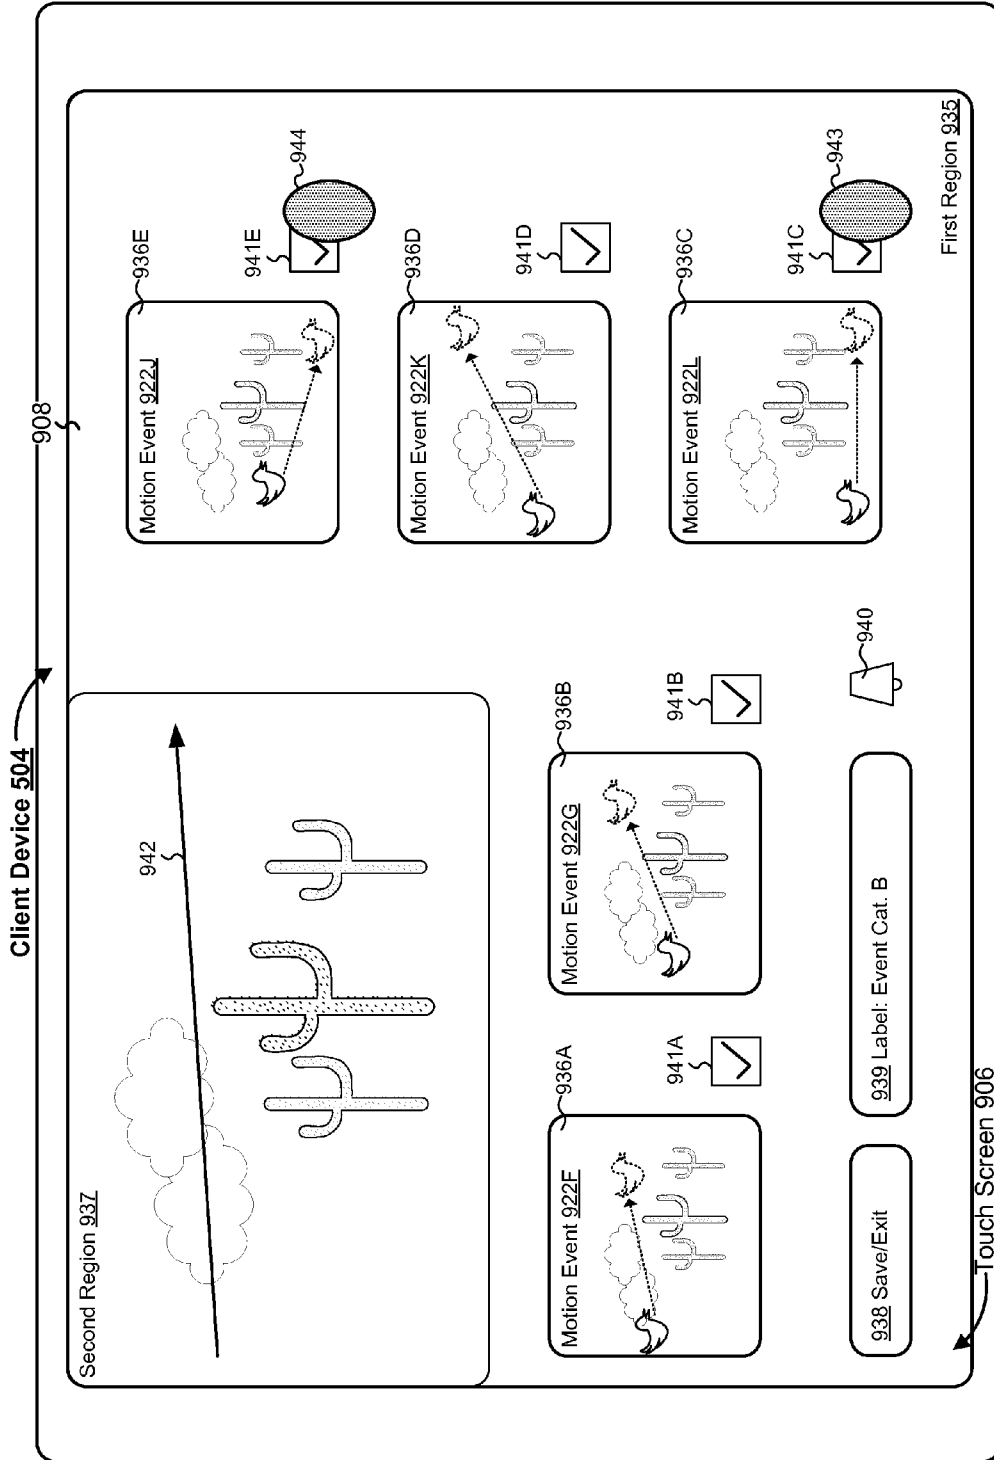 Client Device 504
908
Second Region 937
942
Motion Event 922J
936E
941E
944
Motion Event 922K
936D
941D
Motion Event 922L
936C
941C
943
Motion Event 922F
936A
941A
Motion Event 922G
936B
941B
938 Save/Exit
939 Label: Event Cat. B
940
First Region 935
Touch Screen 906